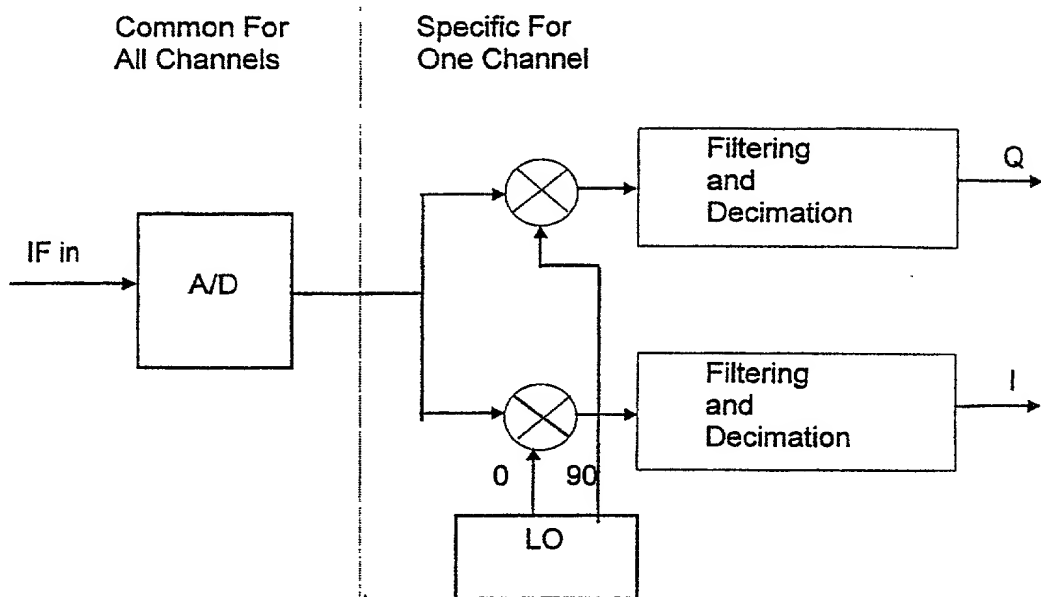 Common For
All Channels
Specific For
One Channel
Filtering
and
Decimation
Q
IF in
A/D
Filtering
and
Decimation
I
0
90
LO